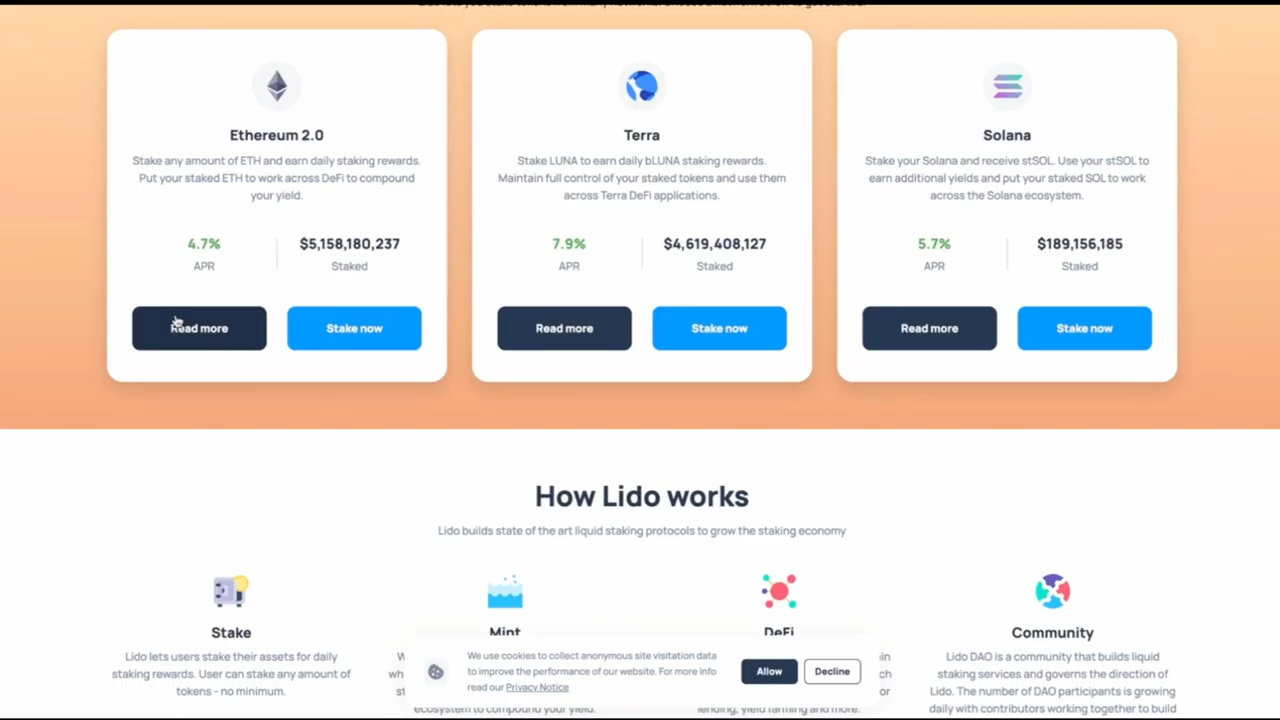 Ethereum 2.0
Stake any amount of ETH and earn daily staking rewards.
Put your staked ETH to work across DeFi to compound
your yield.
4.7%
APR
$5,158,180,237
Staked
Read more
Stake now
Terra
Stake LUNA to earn daily bLUNA staking rewards.
Maintain full control of your staked tokens and use them
across Terra DeFi applications.
7.9%
APR
$4,619,408,127
Staked
Read more
Stake now
Solana
Stake your Solana and receive stSOL. Use your stSOL to
earn additional yields and put your staked SOL to work
across the Solana ecosystem.
5.7%
APR
$189,156,185
Staked
Read more
Stake now
How Lido works
Lido builds state of the art liquid staking protocols to grow the staking economy
Stake
Lido lets users stake their assets for daily
staking rewards. User can stake any amount of
tokens - no minimum.
Mint
ecosystem to compound your yield.
DeFi
lending, yield farming and more.
Community
Lido DAO is a community that builds liquid
staking services and governs the direction of
Lido. The number of DAO participants is growing
daily with contributors working together to build
We use cookies to collect anonymous site visitation data
to improve the performance of our website. For more info
read our Privacy Notice
Allow
Decline